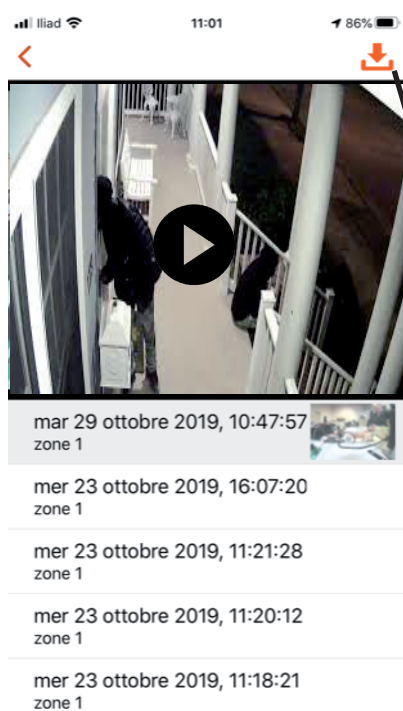 Iliad 11:01 86%
mar 29 ottobre 2019, 10:47:57
zone 1
mer 23 ottobre 2019, 16:07:20
zone 1
mer 23 ottobre 2019, 11:21:28
zone 1
mer 23 ottobre 2019, 11:20:12
zone 1
mer 23 ottobre 2019, 11:18:21
zone 1